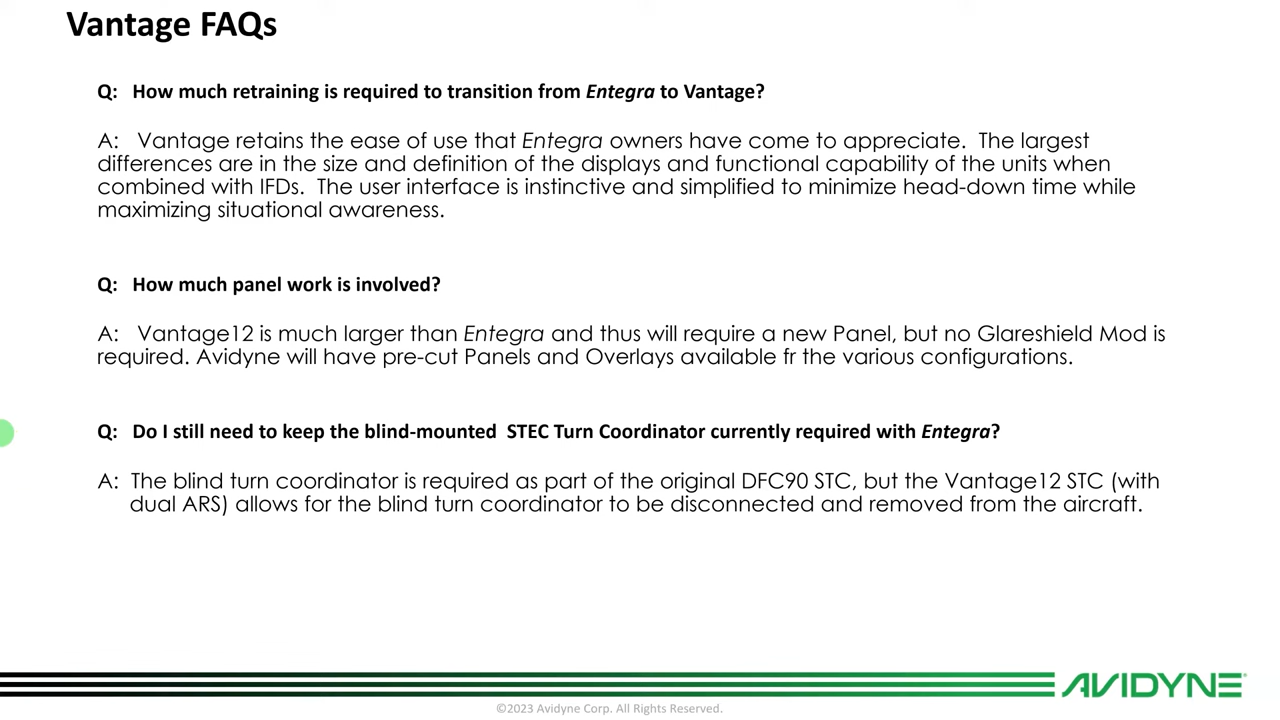 Vantage FAQs
Q: How much retraining is required to transition from Entegra to Vantage?
A: Vantage retains the ease of use that Entegra owners have come to appreciate. The largest
differences are in the size and definition of the displays and functional capability of the units when
combined with IFDs. The user interface is instinctive and simplified to minimize head-down time while
maximizing situational awareness.
Q: How much panel work is involved?
A: Vantage12 is much larger than Entegra and thus will require a new Panel, but no Glareshield Mod is
required. Avidyne will have pre-cut Panels and Overlays available fr the various configurations.
Q: Do I still need to keep the blind-mounted STEC Turn Coordinator currently required with Entegra?
A: The blind turn coordinator is required as part of the original DFC90 STC, but the Vantage12 STC (with
dual ARS) allows for the blind turn coordinator to be disconnected and removed from the aircraft.
AVIDYNE
©2023 Avidyne Corp. All Rights Reserved.